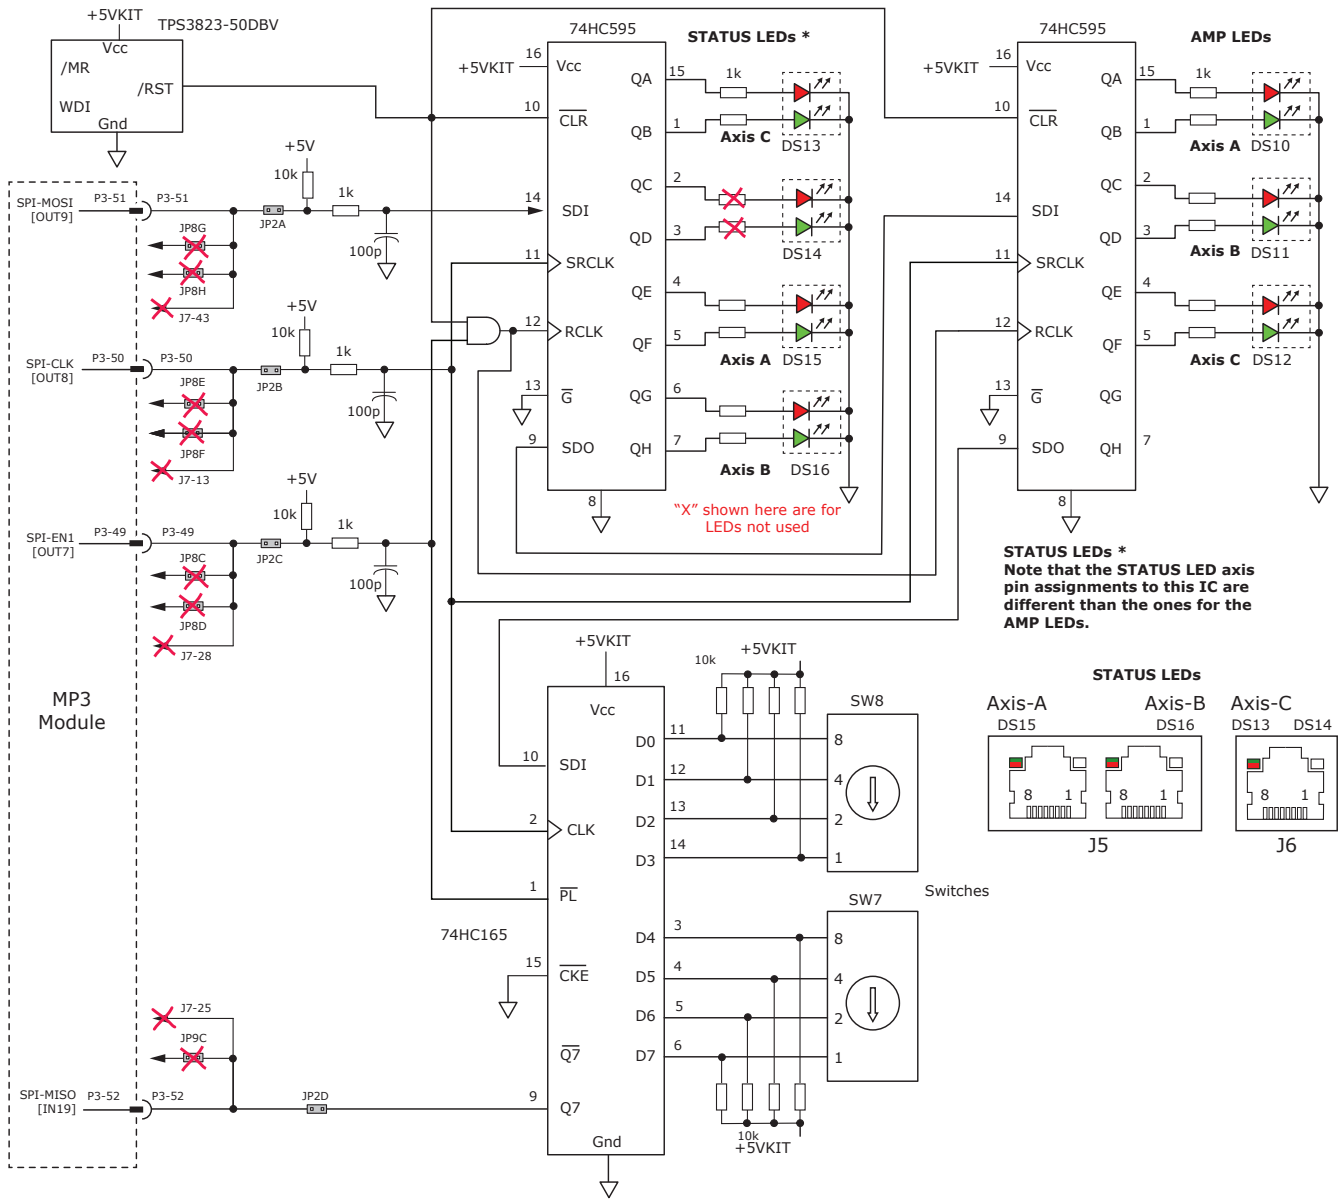 +5VKIT
TPS3823-50DBV
Vcc
/MR
/RST
WDI
Gnd
74HC595
STATUS LEDs *
+5VKIT
16
Vcc
QA
15
1k
10
CLR
QB
1
Axis C
DS13
QC
2
14
SDI
QD
3
DS14
11
SRCLK
QE
4
12
RCLK
QF
5
Axis A
DS15
13
G
QG
6
9
SDO
QH
7
Axis B
DS16
8
"X" shown here are for
LEDs not used
74HC595
AMP LEDs
+5VKIT
16
Vcc
QA
15
1k
10
CLR
QB
1
Axis A
DS10
QC
2
14
SDI
QD
3
Axis B
DS11
11
SRCLK
QE
4
12
RCLK
QF
5
Axis C
DS12
13
G
QG
9
SDO
QH
7
8
STATUS LEDs *
Note that the STATUS LED axis
pin assignments to this IC are
different than the ones for the
AMP LEDs.
SPI-MOSI
[OUT9]
P3-51
P3-51
+5V
10k
1k
JP2A
100p
JP8G
JP8H
J7-43
SPI-CLK
[OUT8]
P3-50
P3-50
+5V
10k
1k
JP2B
100p
JP8E
JP8F
J7-13
SPI-EN1
[OUT7]
P3-49
P3-49
+5V
10k
1k
JP2C
100p
JP8C
JP8D
J7-28
MP3
Module
J7-25
JP9C
SPI-MISO
[IN19]
P3-52
P3-52
JP2D
+5VKIT
16
Vcc
10
SDI
2
CLK
1
PL
74HC165
15
CKE
Q7
9
Q7
Gnd
D0
11
D1
12
D2
13
D3
14
D4
3
D5
4
D6
5
D7
6
10k
+5VKIT
SW8
8
4
2
1
Switches
SW7
8
4
2
1
10k
+5VKIT
STATUS LEDs
Axis-A
Axis-B
Axis-C
DS15
DS16
DS13
DS14
8
1
8
1
8
1
J5
J6